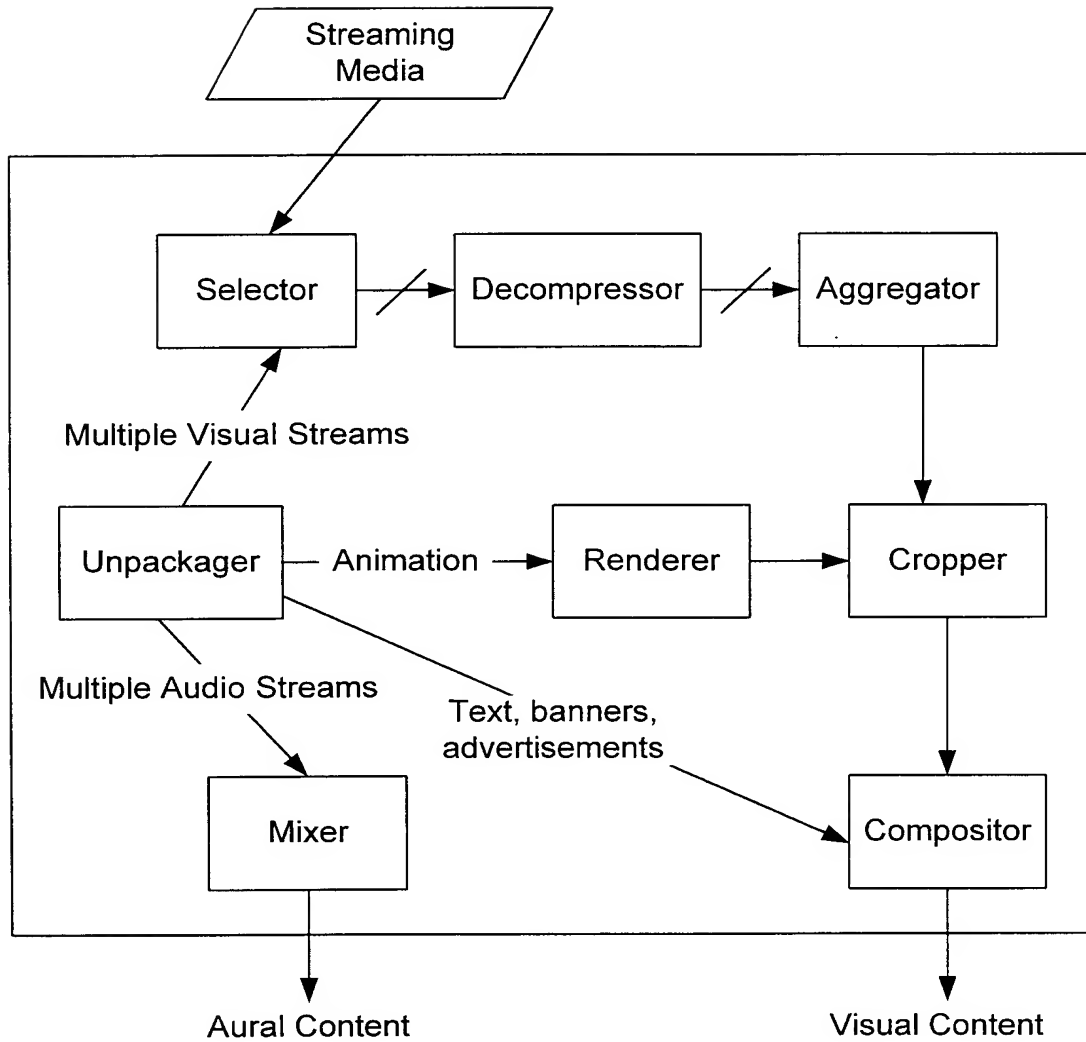 Streaming
Media
Selector
Decompressor
Aggregator
Multiple Visual Streams
Unpackager
Animation
Renderer
Cropper
Multiple Audio Streams
Text, banners,
advertisements
Mixer
Compositor
Aural Content
Visual Content